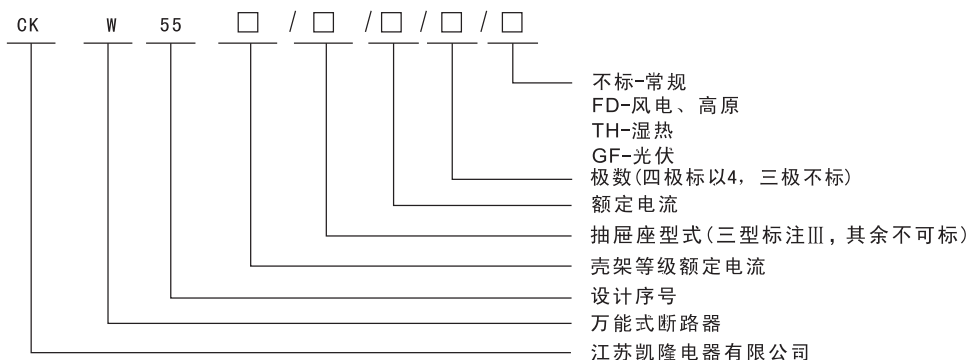 CK W 55 □ / □ / □ / □ / □
不标-常规
FD-风电、高原
TH-湿热
GF-光伏
极数(四极标以4, 三极不标)
额定电流
抽屉座型式(三型标注Ⅲ, 其余不可标)
壳架等级额定电流
设计序号
万能式断路器
江苏凯隆电器有限公司